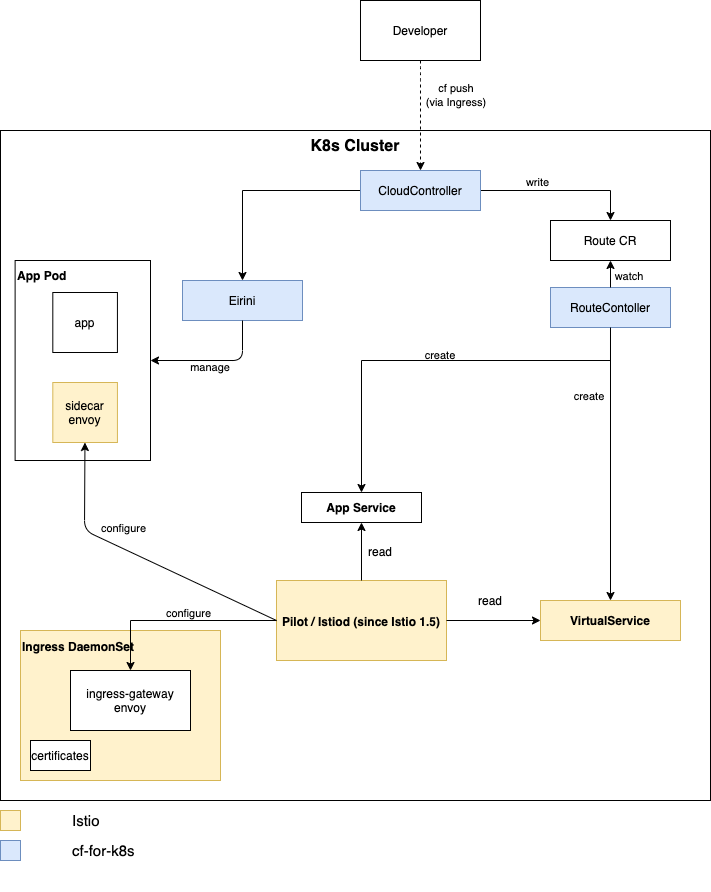 Developer
cf push
(via Ingress)
K8s Cluster
CloudController
write
Route CR
watch
RouteContoller
App Pod
app
Eirini
manage
sidecar
envoy
create
create
App Service
configure
read
Pilot / Istiod (since Istio 1.5)
read
VirtualService
configure
Ingress DaemonSet
ingress-gateway
envoy
certificates
Istio
cf-for-k8s